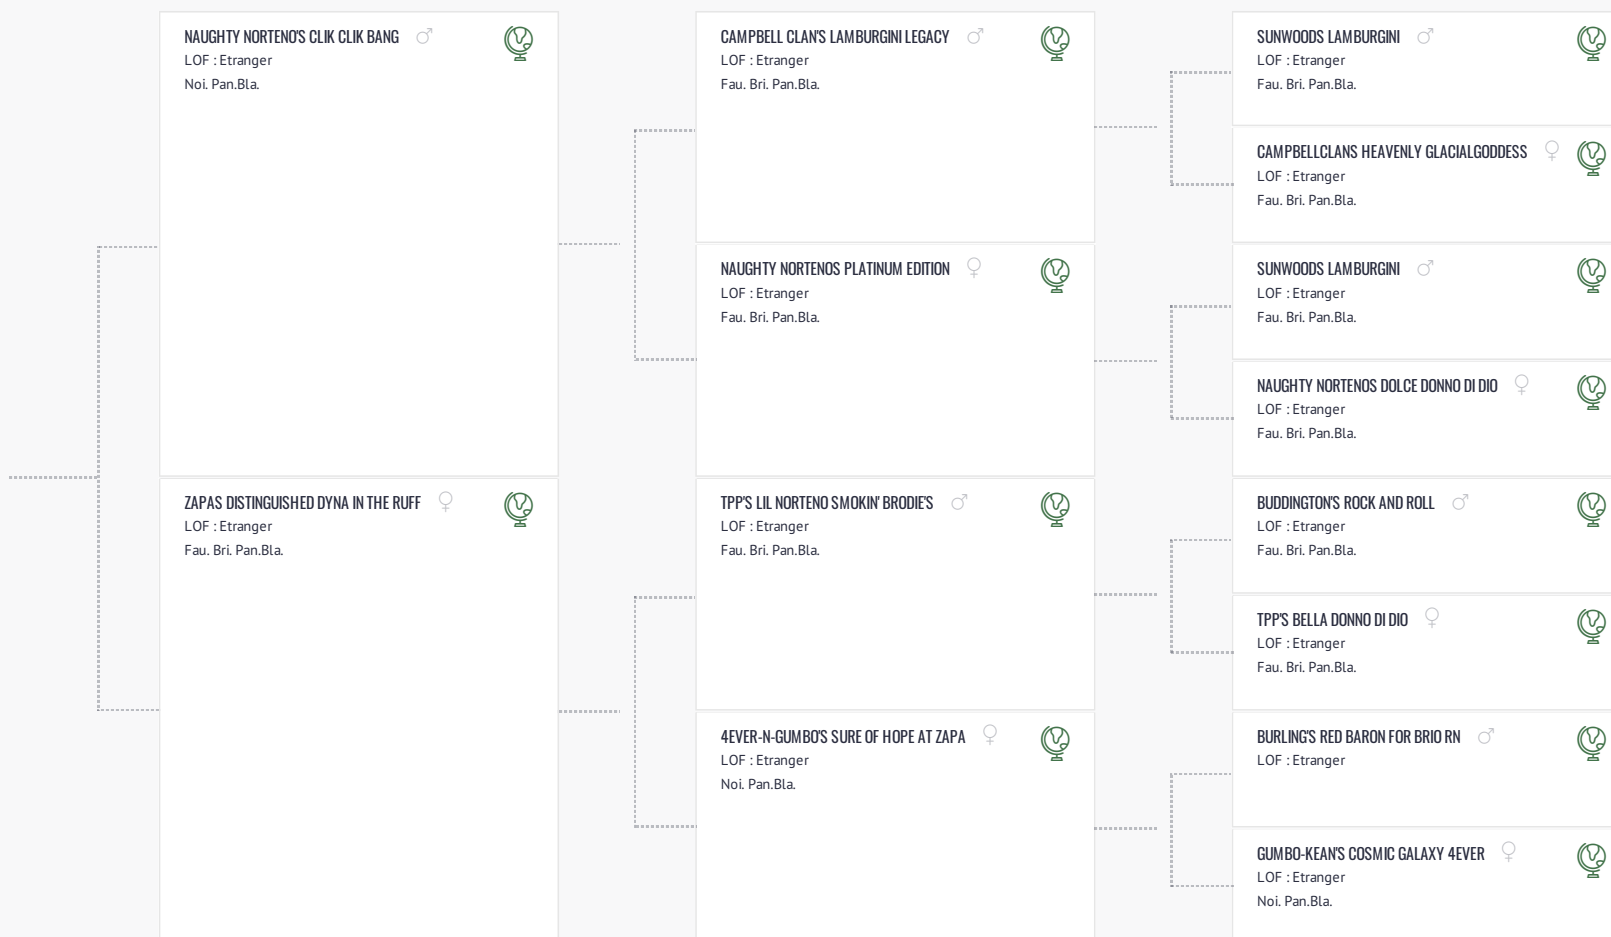 NAUGHTY NORTENO'S CLIK CLIK BANG
LOF : Etranger
Noi. Pan.Bla.
ZAPAS DISTINGUISHED DYNA IN THE RUFF
LOF : Etranger
Fau. Bri. Pan.Bla.
CAMPBELL CLAN'S LAMBURGINI LEGACY
LOF : Etranger
Fau. Bri. Pan.Bla.
NAUGHTY NORTENOS PLATINUM EDITION
LOF : Etranger
Fau. Bri. Pan.Bla.
TPP'S LIL NORTENO SMOKIN' BRODIE'S
LOF : Etranger
Fau. Bri. Pan.Bla.
4EVER-N-GUMBO'S SURE OF HOPE AT ZAPA
LOF : Etranger
Noi. Pan.Bla.
SUNWOODS LAMBURGINI
LOF : Etranger
Fau. Bri. Pan.Bla.
CAMPBELLCLANS HEAVENLY GLACIALGODDESS
LOF : Etranger
Fau. Bri. Pan.Bla.
SUNWOODS LAMBURGINI
LOF : Etranger
Fau. Bri. Pan.Bla.
NAUGHTY NORTENOS DOLCE DONNO DI DIO
LOF : Etranger
Fau. Bri. Pan.Bla.
BUDDINGTON'S ROCK AND ROLL
LOF : Etranger
Fau. Bri. Pan.Bla.
TPP'S BELLA DONNO DI DIO
LOF : Etranger
Fau. Bri. Pan.Bla.
BURLING'S RED BARON FOR BRIO RN
LOF : Etranger
GUMBO-KEAN'S COSMIC GALAXY 4EVER
LOF : Etranger
Noi. Pan.Bla.